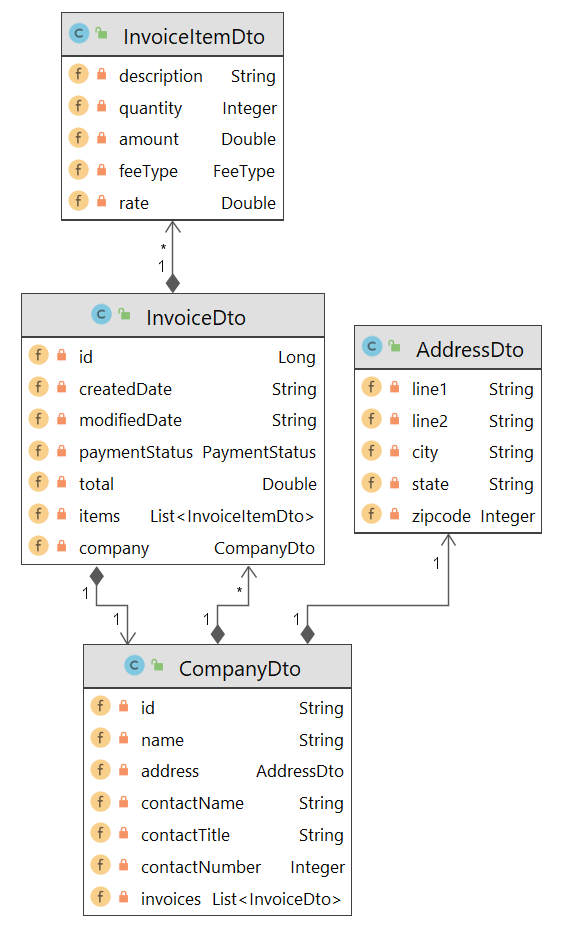 InvoiceItemDto
description String
quantity Integer
amount Double
feeType FeeType
rate Double
*
1
InvoiceDto
id Long
createdDate String
modifiedDate String
paymentStatus PaymentStatus
total Double
items List<InvoiceItemDto>
company CompanyDto
AddressDto
line1 String
line2 String
city String
state String
zipcode Integer
1
1
*
1
1
1
CompanyDto
id String
name String
address AddressDto
contactName String
contactTitle String
contactNumber Integer
invoices List<InvoiceDto>